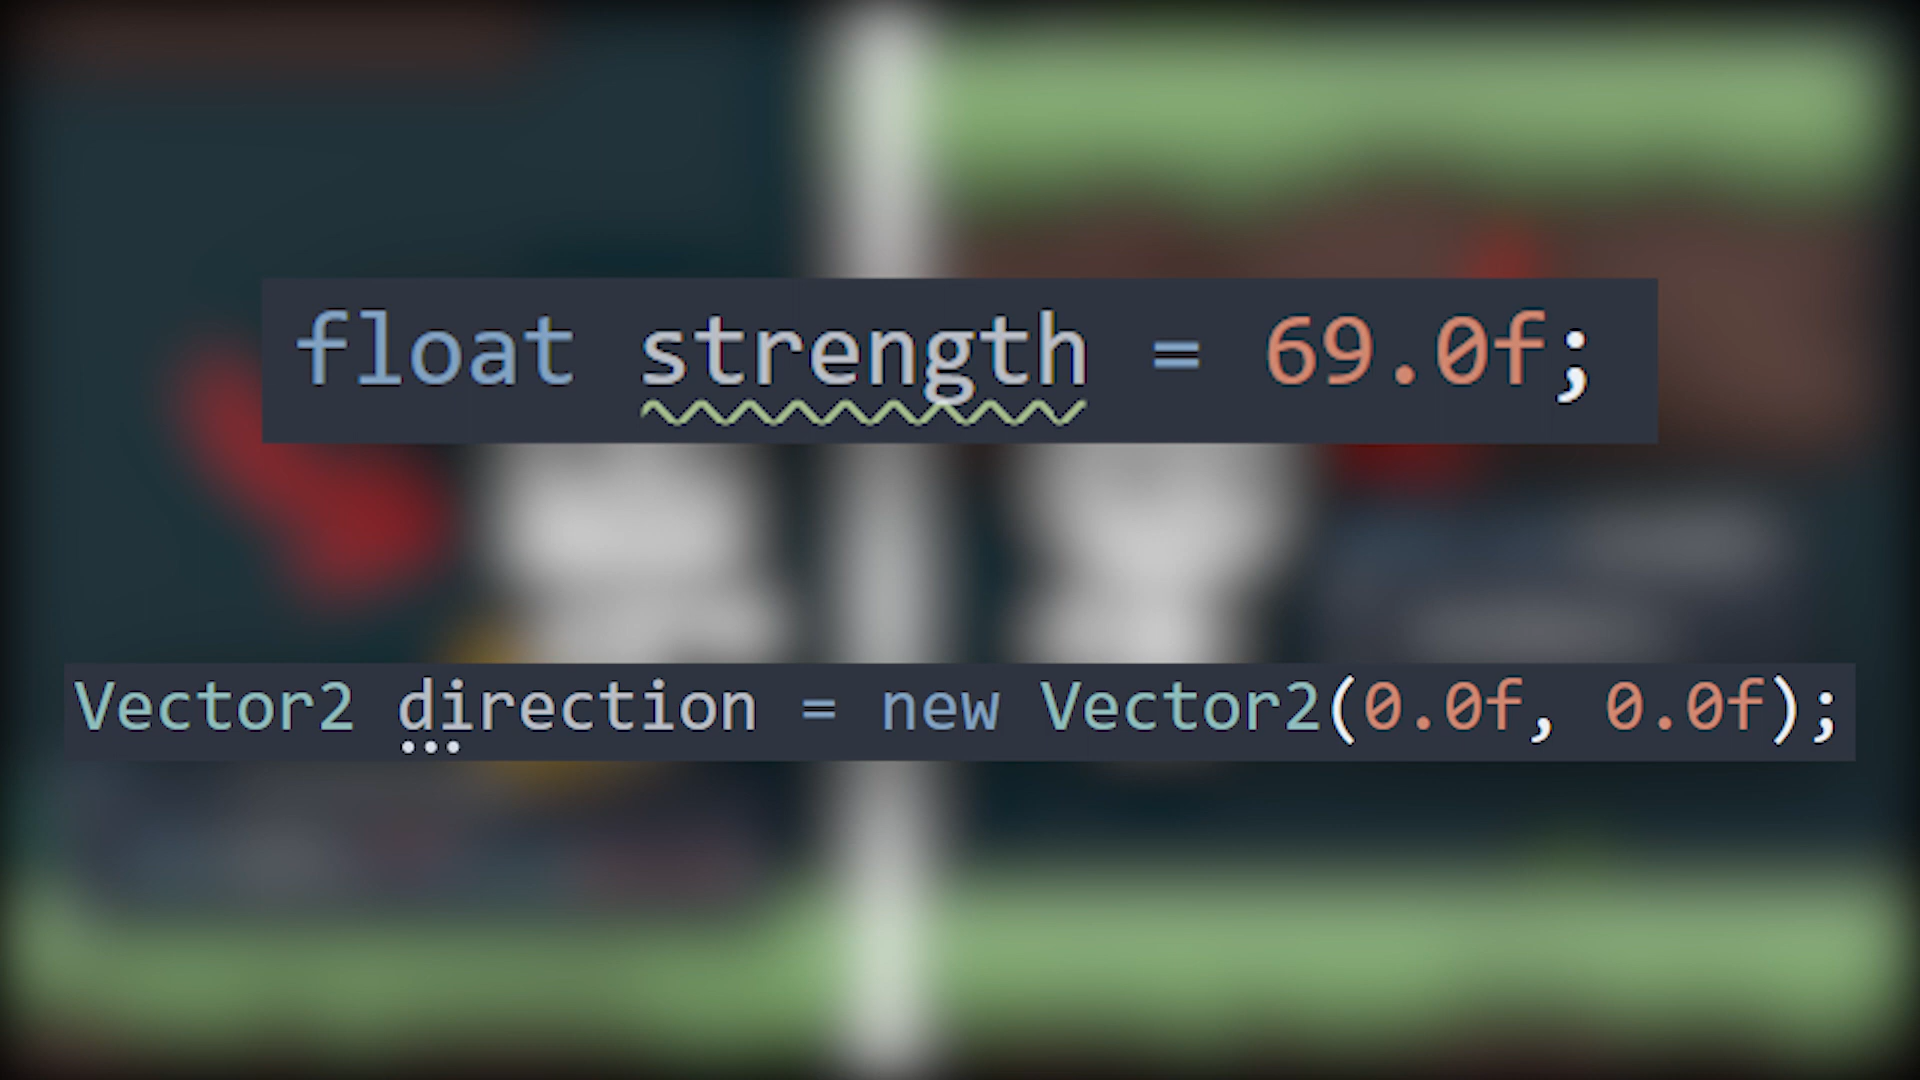 float strength = 69.0f;
Vector2 direction = new Vector2(0.0f, 0.0f);